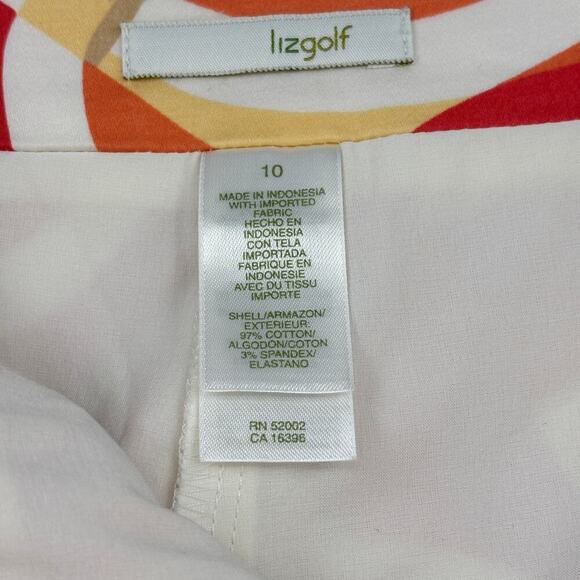 lizgolf
10
MADE IN INDONESIA
WITH IMPORTED
FABRIC
HECHO EN
INDONESIA
CON TELA
IMPORTADA
FABRIQUE EN
INDONESIE
AVEC DU TISSU
IMPORTE
SHELL/ARMAZON/
EXTERIEUR:
97% COTTON/
ALGODON/COTON
3% SPANDEX/
ELASTANO
RN 52002
CA 16396